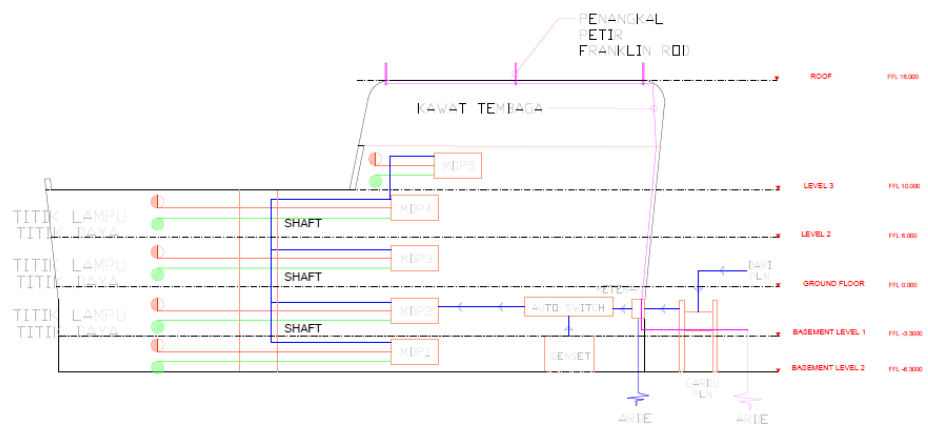 PENANGKAL
PETIR
FRANKLIN ROD
ROOF FFL 16.000
KAWAT TEMBAGA
MDP5
LEVEL 3 FFL 10.000
MDP4
TITIK LAMPU
SHAFT
TITIK DAYA
LEVEL 2 FFL 6.000
MDP3
TITIK LAMPU
SHAFT
TITIK DAYA
DARI
PLN
GROUND FLOOR FFL 0.000
METERAN
TITIK LAMPU
MDP2
AUTO SWITCH
TITIK DAYA
SHAFT
BASEMENT LEVEL 1 FFL -3.3000
MDP1
GENSET
BASEMENT LEVEL 2 FFL -6.3000
GARDU
PLN
ARDE
ARDE